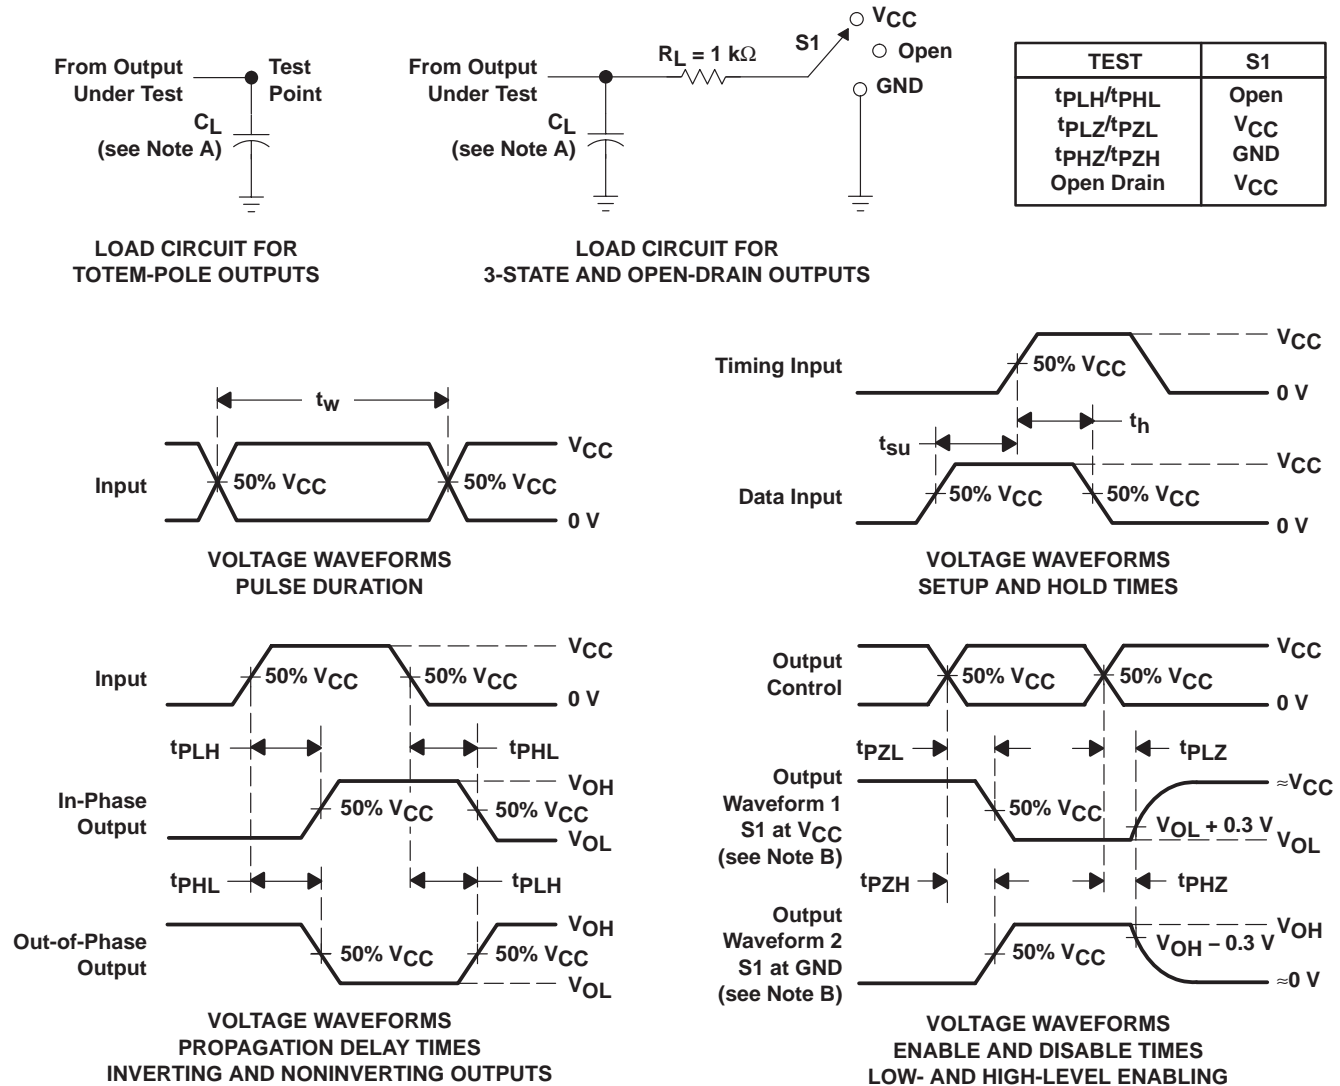 From Output
Under Test
Test
Point
CL
(see Note A)
LOAD CIRCUIT FOR
TOTEM-POLE OUTPUTS
From Output
Under Test
CL
(see Note A)
RL = 1 kΩ
S1
VCC
Open
GND
LOAD CIRCUIT FOR
3-STATE AND OPEN-DRAIN OUTPUTS
TEST S1
tPLH/tPHL Open
tPLZ/tPZL VCC
tPHZ/tPZH GND
Open Drain VCC
tw
Input
50% VCC
50% VCC
VCC
0 V
VOLTAGE WAVEFORMS
PULSE DURATION
Timing Input
50% VCC
VCC
0 V
tsu
th
Data Input
50% VCC
50% VCC
VCC
0 V
VOLTAGE WAVEFORMS
SETUP AND HOLD TIMES
Input
50% VCC
50% VCC
VCC
0 V
tPLH
tPHL
In-Phase
Output
50% VCC
50% VCC
VOH
VOL
tPHL
tPLH
Out-of-Phase
Output
50% VCC
50% VCC
VOH
VOL
VOLTAGE WAVEFORMS
PROPAGATION DELAY TIMES
INVERTING AND NONINVERTING OUTPUTS
Output
Control
50% VCC
50% VCC
VCC
0 V
tPZL
tPLZ
Output
Waveform 1
S1 at VCC
(see Note B)
50% VCC
VOL + 0.3 V
≈VCC
VOL
tPZH
tPHZ
Output
Waveform 2
S1 at GND
(see Note B)
50% VCC
VOH − 0.3 V
VOH
≈0 V
VOLTAGE WAVEFORMS
ENABLE AND DISABLE TIMES
LOW- AND HIGH-LEVEL ENABLING